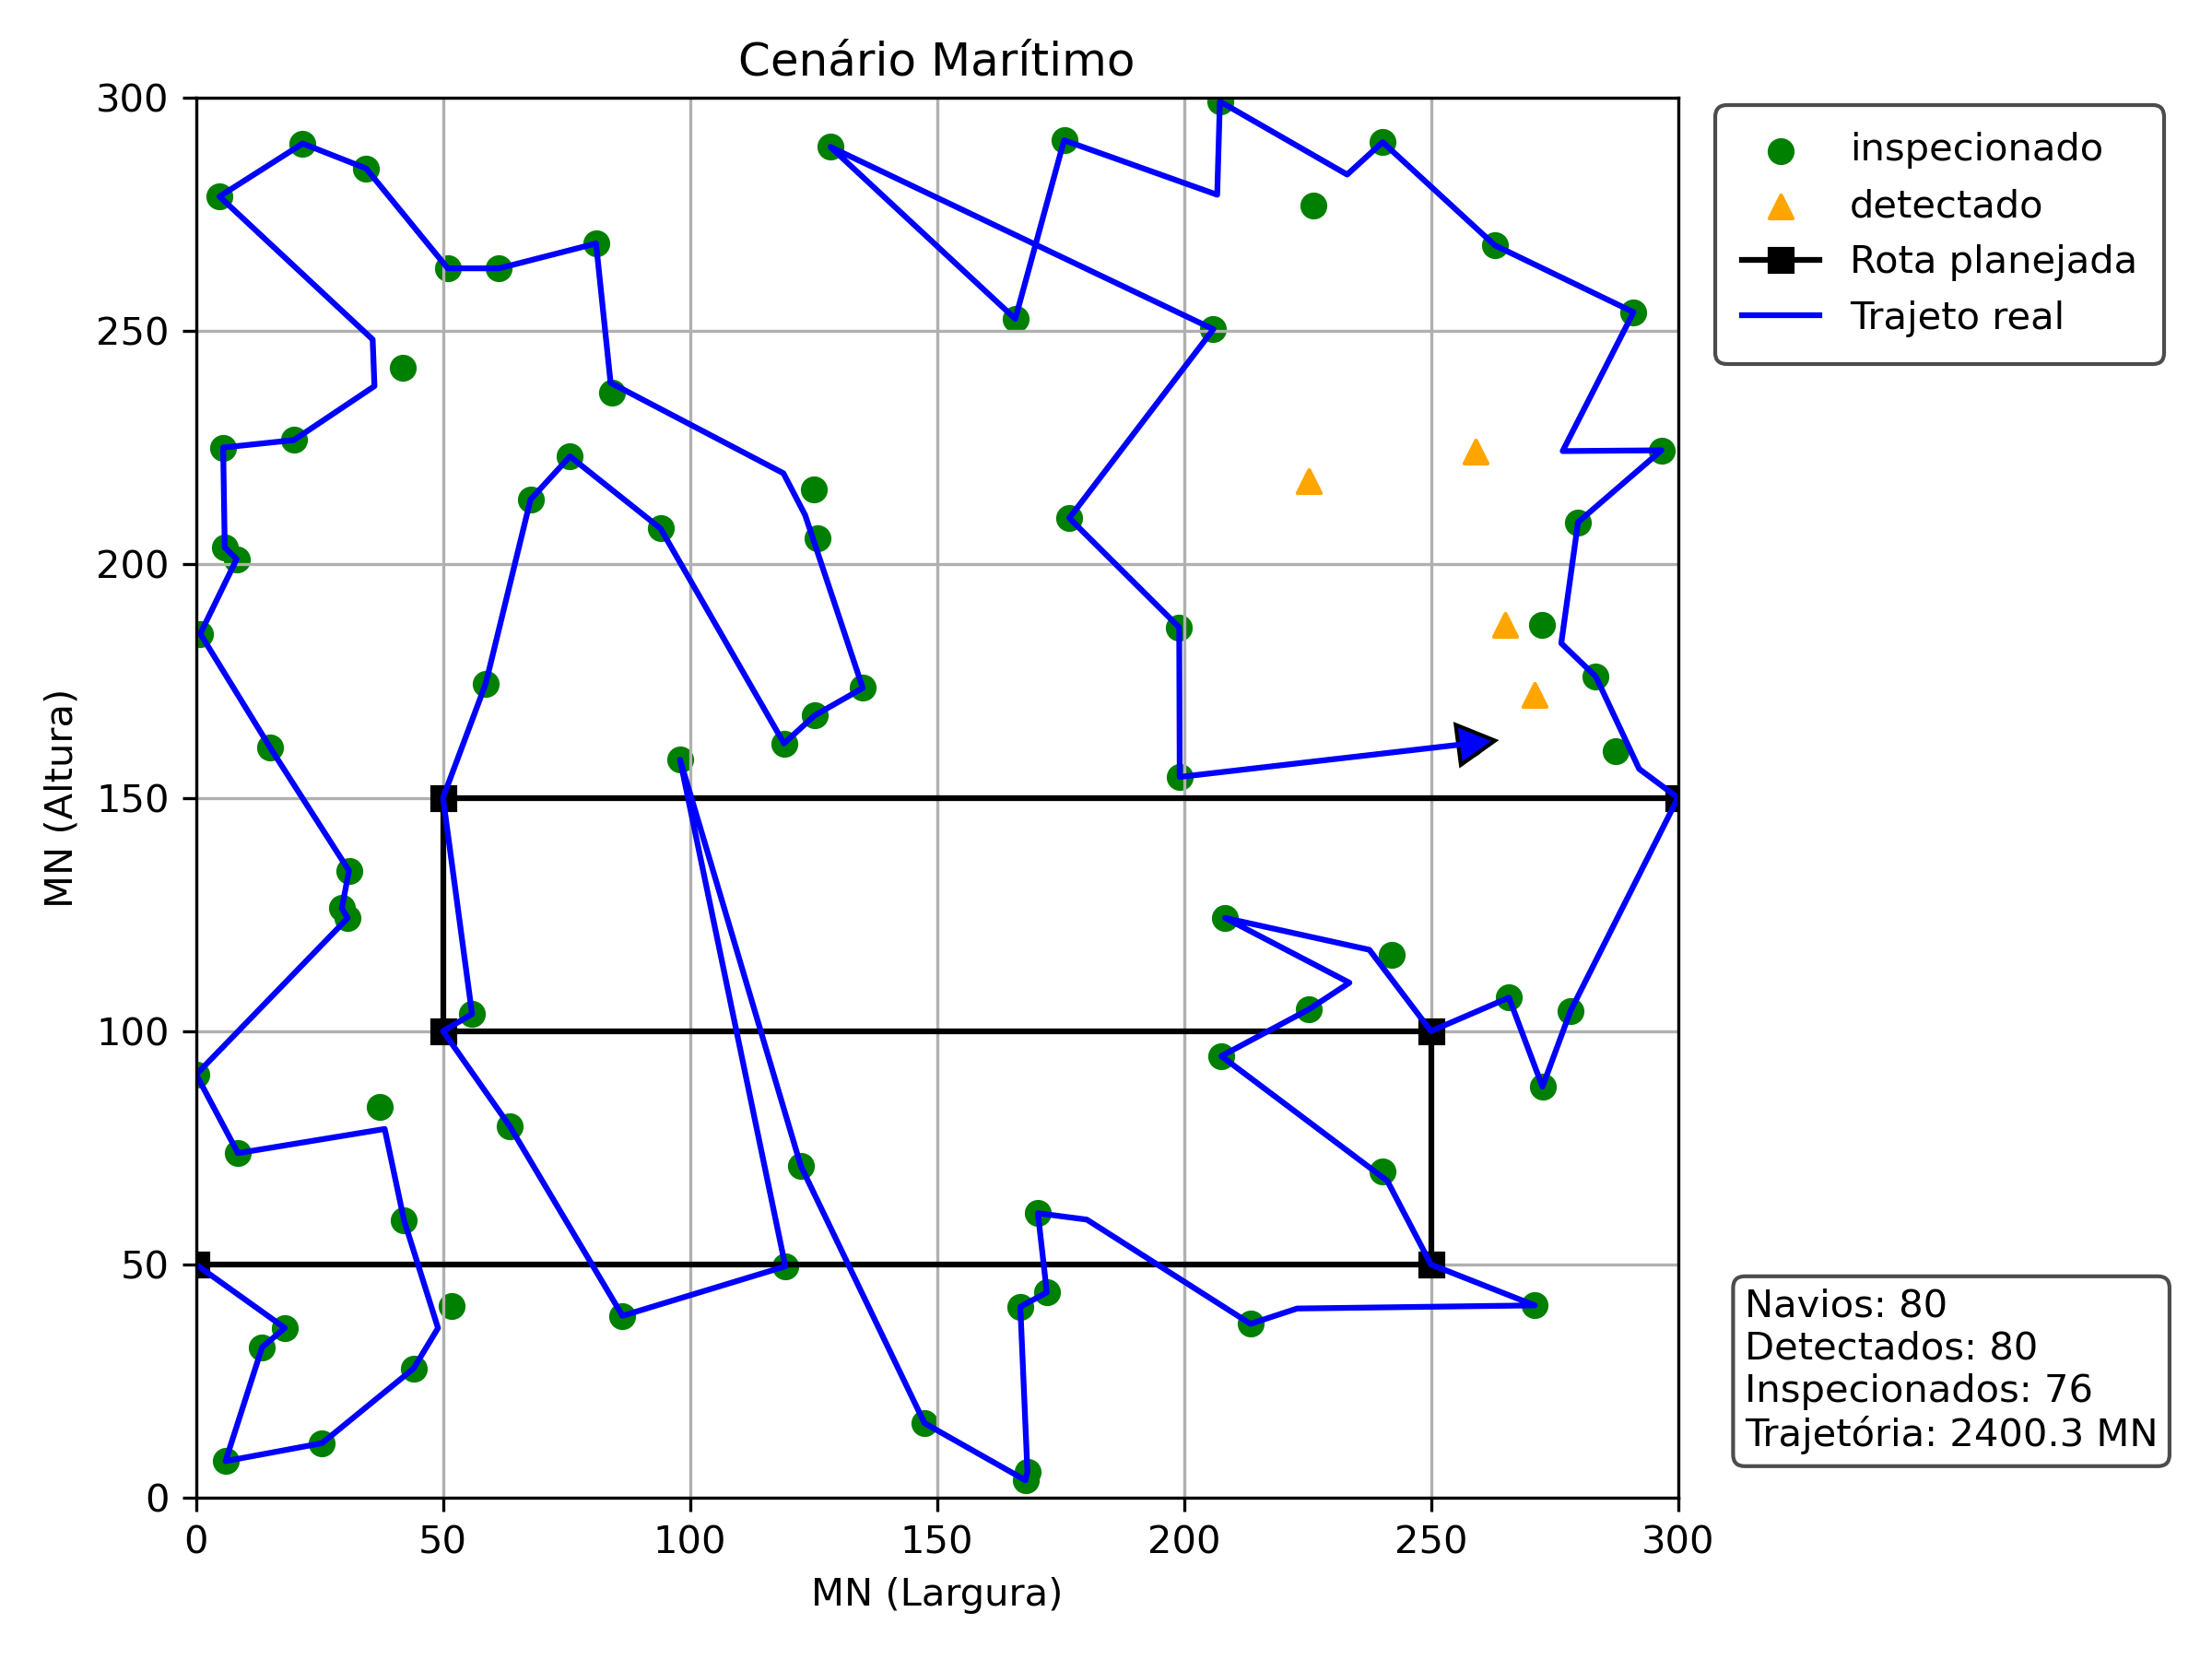 Cenário Marítimo
inspecionado
detectado
Rota planejada
Trajeto real
300
250
200
150
100
50
0
MN (Altura)
0
50
100
150
200
250
300
MN (Largura)
Navios: 80
Detectados: 80
Inspecionados: 76
Trajetória: 2400.3 MN